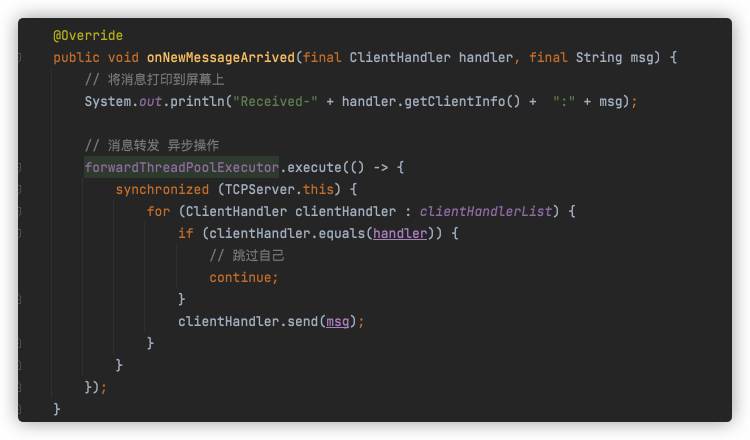 @Override
public void onNewMessageArrived(final ClientHandler handler, final String msg) {
    // 将消息打印到屏幕上
    System.out.println("Received-" + handler.getClientInfo() +  ":" + msg);

    // 消息转发 异步操作
    forwardThreadPoolExecutor.execute(() -> {
        synchronized (TCPServer.this) {
            for (ClientHandler clientHandler : clientHandlerList) {
                if (clientHandler.equals(handler)) {
                    // 跳过自己
                    continue;
                }
                clientHandler.send(msg);
            }
        }
    });
}